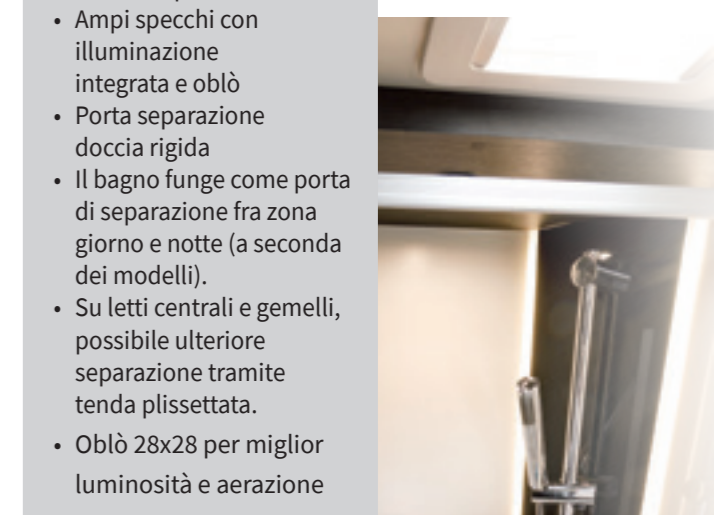 • Ampi specchi con
illuminazione
integrata e oblò
• Porta separazione
doccia rigida
• Il bagno funge come porta
di separazione fra zona
giorno e notte (a seconda
dei modelli).
• Su letti centrali e gemelli,
possibile ulteriore
separazione tramite
tenda plissettata.
• Oblò 28x28 per miglior
luminosità e aerazione